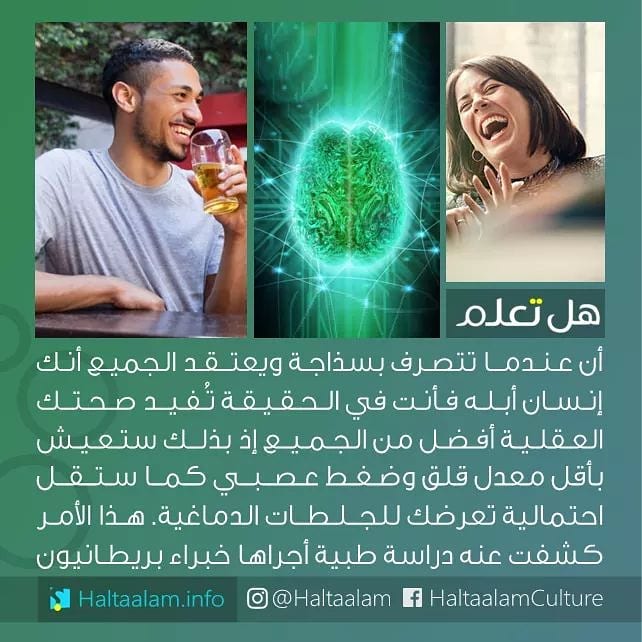 هل تعلم
أن عندما تتصرف بسذاجة ويعتقد الجميع أنك
إنسان أبله فأنت في الحقيقة تُفيد صحتك
العقلية أفضل من الجميع إذ بذلك ستعيش
بأقل معدل قلق وضغط عصبي كما ستقل
احتمالية تعرضك للجلطات الدماغية. هذا الأمر
كشفت عنه دراسة طبية أجراها خبراء بريطانيون
Haltaalam.info @Haltaalam HaltaalamCulture